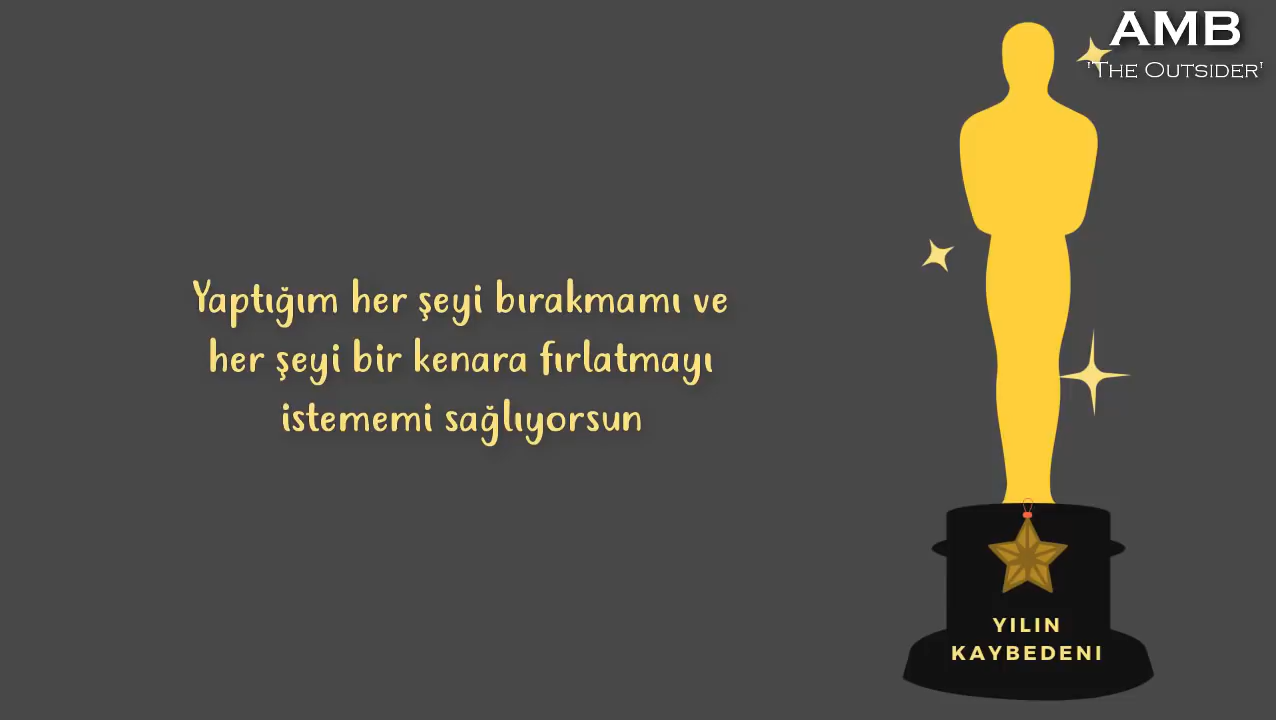 AMB
'THE OUTSIDER'
Yaptığım her şeyi bırakmamı ve
her şeyi bir kenara fırlatmayı
istememi sağlıyorsun
YILIN
KAYBEDENI